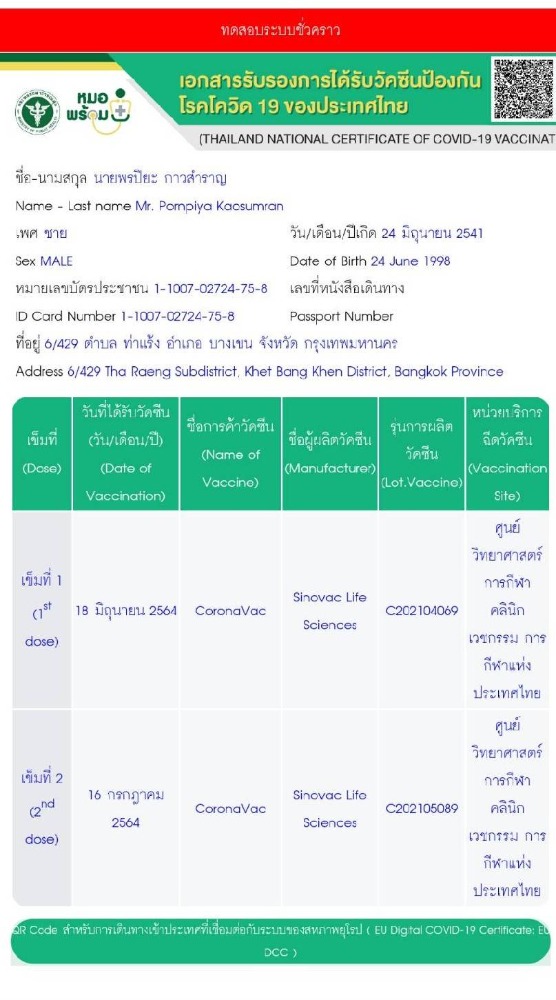 ทดสอบระบบชั่วคราว
หมอ
พร้อม
เอกสารรับรองการได้รับวัคซีนป้องกัน
โรคโควิด 19 ของประเทศไทย
(THAILAND NATIONAL CERTIFICATE OF COVID-19 VACCINAT
ชื่อ-นามสกุล นายพรปิยะ กาวสำราญ
Name - Last name Mr. Pornpiya Kaosumran
เพศ ชาย วัน/เดือน/ปีเกิด 24 มิถุนายน 2541
Sex MALE Date of Birth 24 June 1998
หมายเลขบัตรประชาชน 1-1007-02724-75-8 เลขที่หนังสือเดินทาง
ID Card Number 1-1007-02724-75-8 Passport Number
ที่อยู่ 6/429 ตำบล ท่าแร้ง อำเภอ บางเขน จังหวัด กรุงเทพมหานคร
Address 6/429 Tha Raeng Subdistrict, Khet Bang Khen District, Bangkok Province
เข็มที่
(Dose)
วันที่ได้รับวัคซีน
(วัน/เดือน/ปี)
(Date of
Vaccination)
ชื่อการค้าวัคซีน
(Name of
Vaccine)
ชื่อผู้ผลิตวัคซีน
(Manufacturer)
รุ่นการผลิต
วัคซีน
(Lot.Vaccine)
หน่วยบริการ
ฉีดวัคซีน
(Vaccination
Site)
เข็มที่ 1
(1st
dose)
18 มิถุนายน 2564
CoronaVac
Sinovac Life
Sciences
C202104069
ศูนย์
วิทยาศาสตร์
การกีฬา
คลินิก
เวชกรรม การ
กีฬาแห่ง
ประเทศไทย
เข็มที่ 2
(2nd
dose)
16 กรกฎาคม
2564
CoronaVac
Sinovac Life
Sciences
C202105089
ศูนย์
วิทยาศาสตร์
การกีฬา
คลินิก
เวชกรรม การ
กีฬาแห่ง
ประเทศไทย
QR Code สำหรับการเดินทางเข้าประเทศที่เชื่อมต่อกับระบบของสหภาพยุโรป ( EU Digital COVID-19 Certificate: EU
DCC )